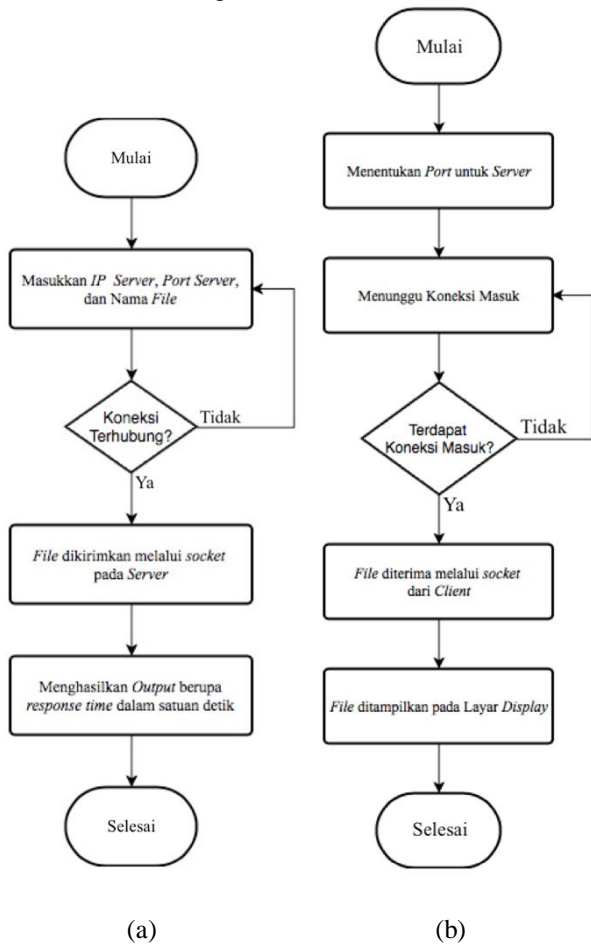 Mulai
Masukkan IP Server, Port Server,
dan Nama File
Koneksi
Terhubung?
Tidak
Ya
File dikirimkan melalui socket
pada Server
Menghasilkan Output berupa
response time dalam satuan detik
Selesai
(a)
Mulai
Menentukan Port untuk Server
Menunggu Koneksi Masuk
Terdapat
Koneksi Masuk?
Tidak
Ya
File diterima melalui socket
dari Client
File ditampilkan pada Layar Display
Selesai
(b)